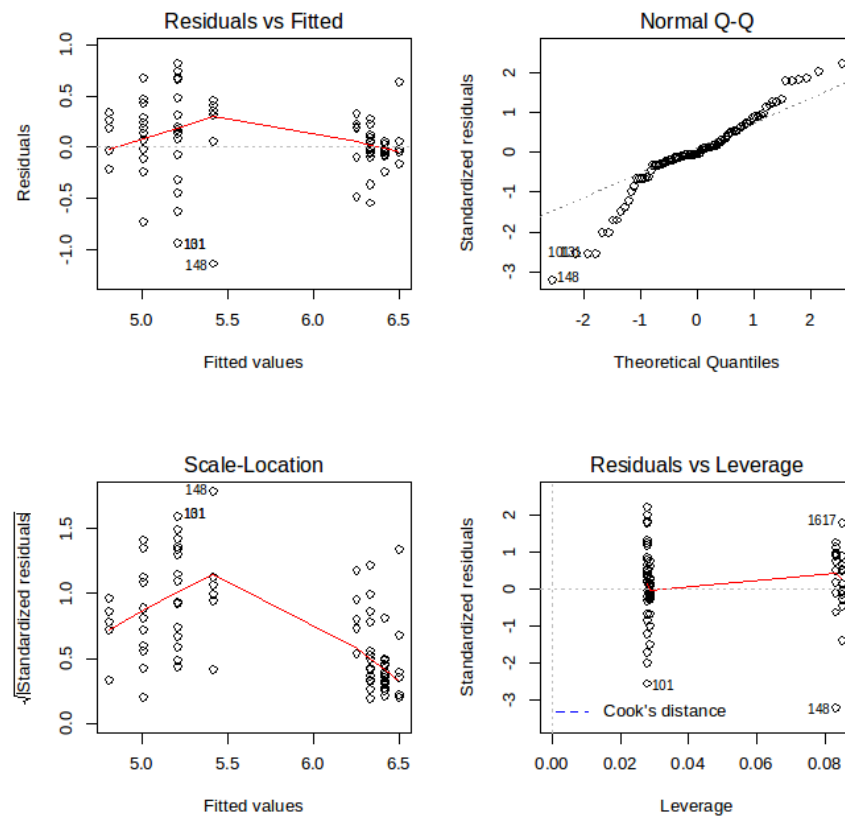 Residuals vs Fitted
1.0
0.5
0.0
-0.5
-1.0
Residuals
148
5.0 5.5 6.0 6.5
Fitted values
Normal Q-Q
2
1
0
-1
-2
-3
Standardized residuals
148
-2 -1 0 1 2
Theoretical Quantiles
Scale-Location
1.5
1.0
0.5
0.0
√|Standardized residuals|
148
5.0 5.5 6.0 6.5
Fitted values
Residuals vs Leverage
2
1
0
-1
-2
-3
Standardized residuals
1617
101
148
Cook's distance
0.00 0.02 0.04 0.06 0.08
Leverage